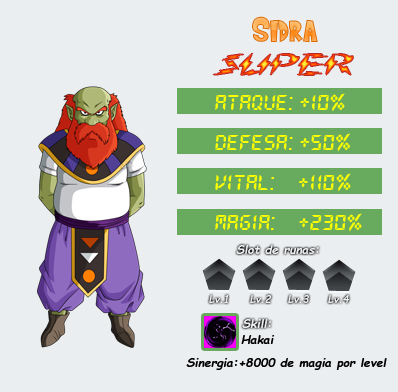 SIDRA
SUPER
ATAQUE: +10%
DEFESA: +50%
VITAL: +110%
MAGIA: +230%
Slot de runas:
Lv.1 Lv.2 Lv.3 Lv.4
Skill:
Hakai
Sinergia:+8000 de magia por level